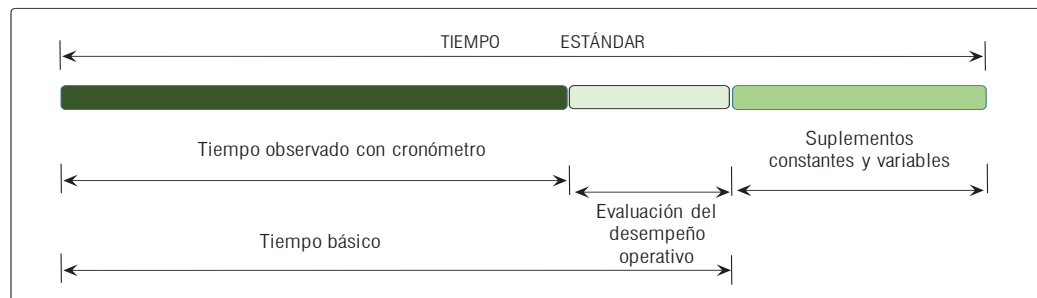 TIEMPO ESTÁNDAR
Tiempo observado con cronómetro
Suplementos
constantes y variables
Evaluación del
desempeño
operativo
Tiempo básico